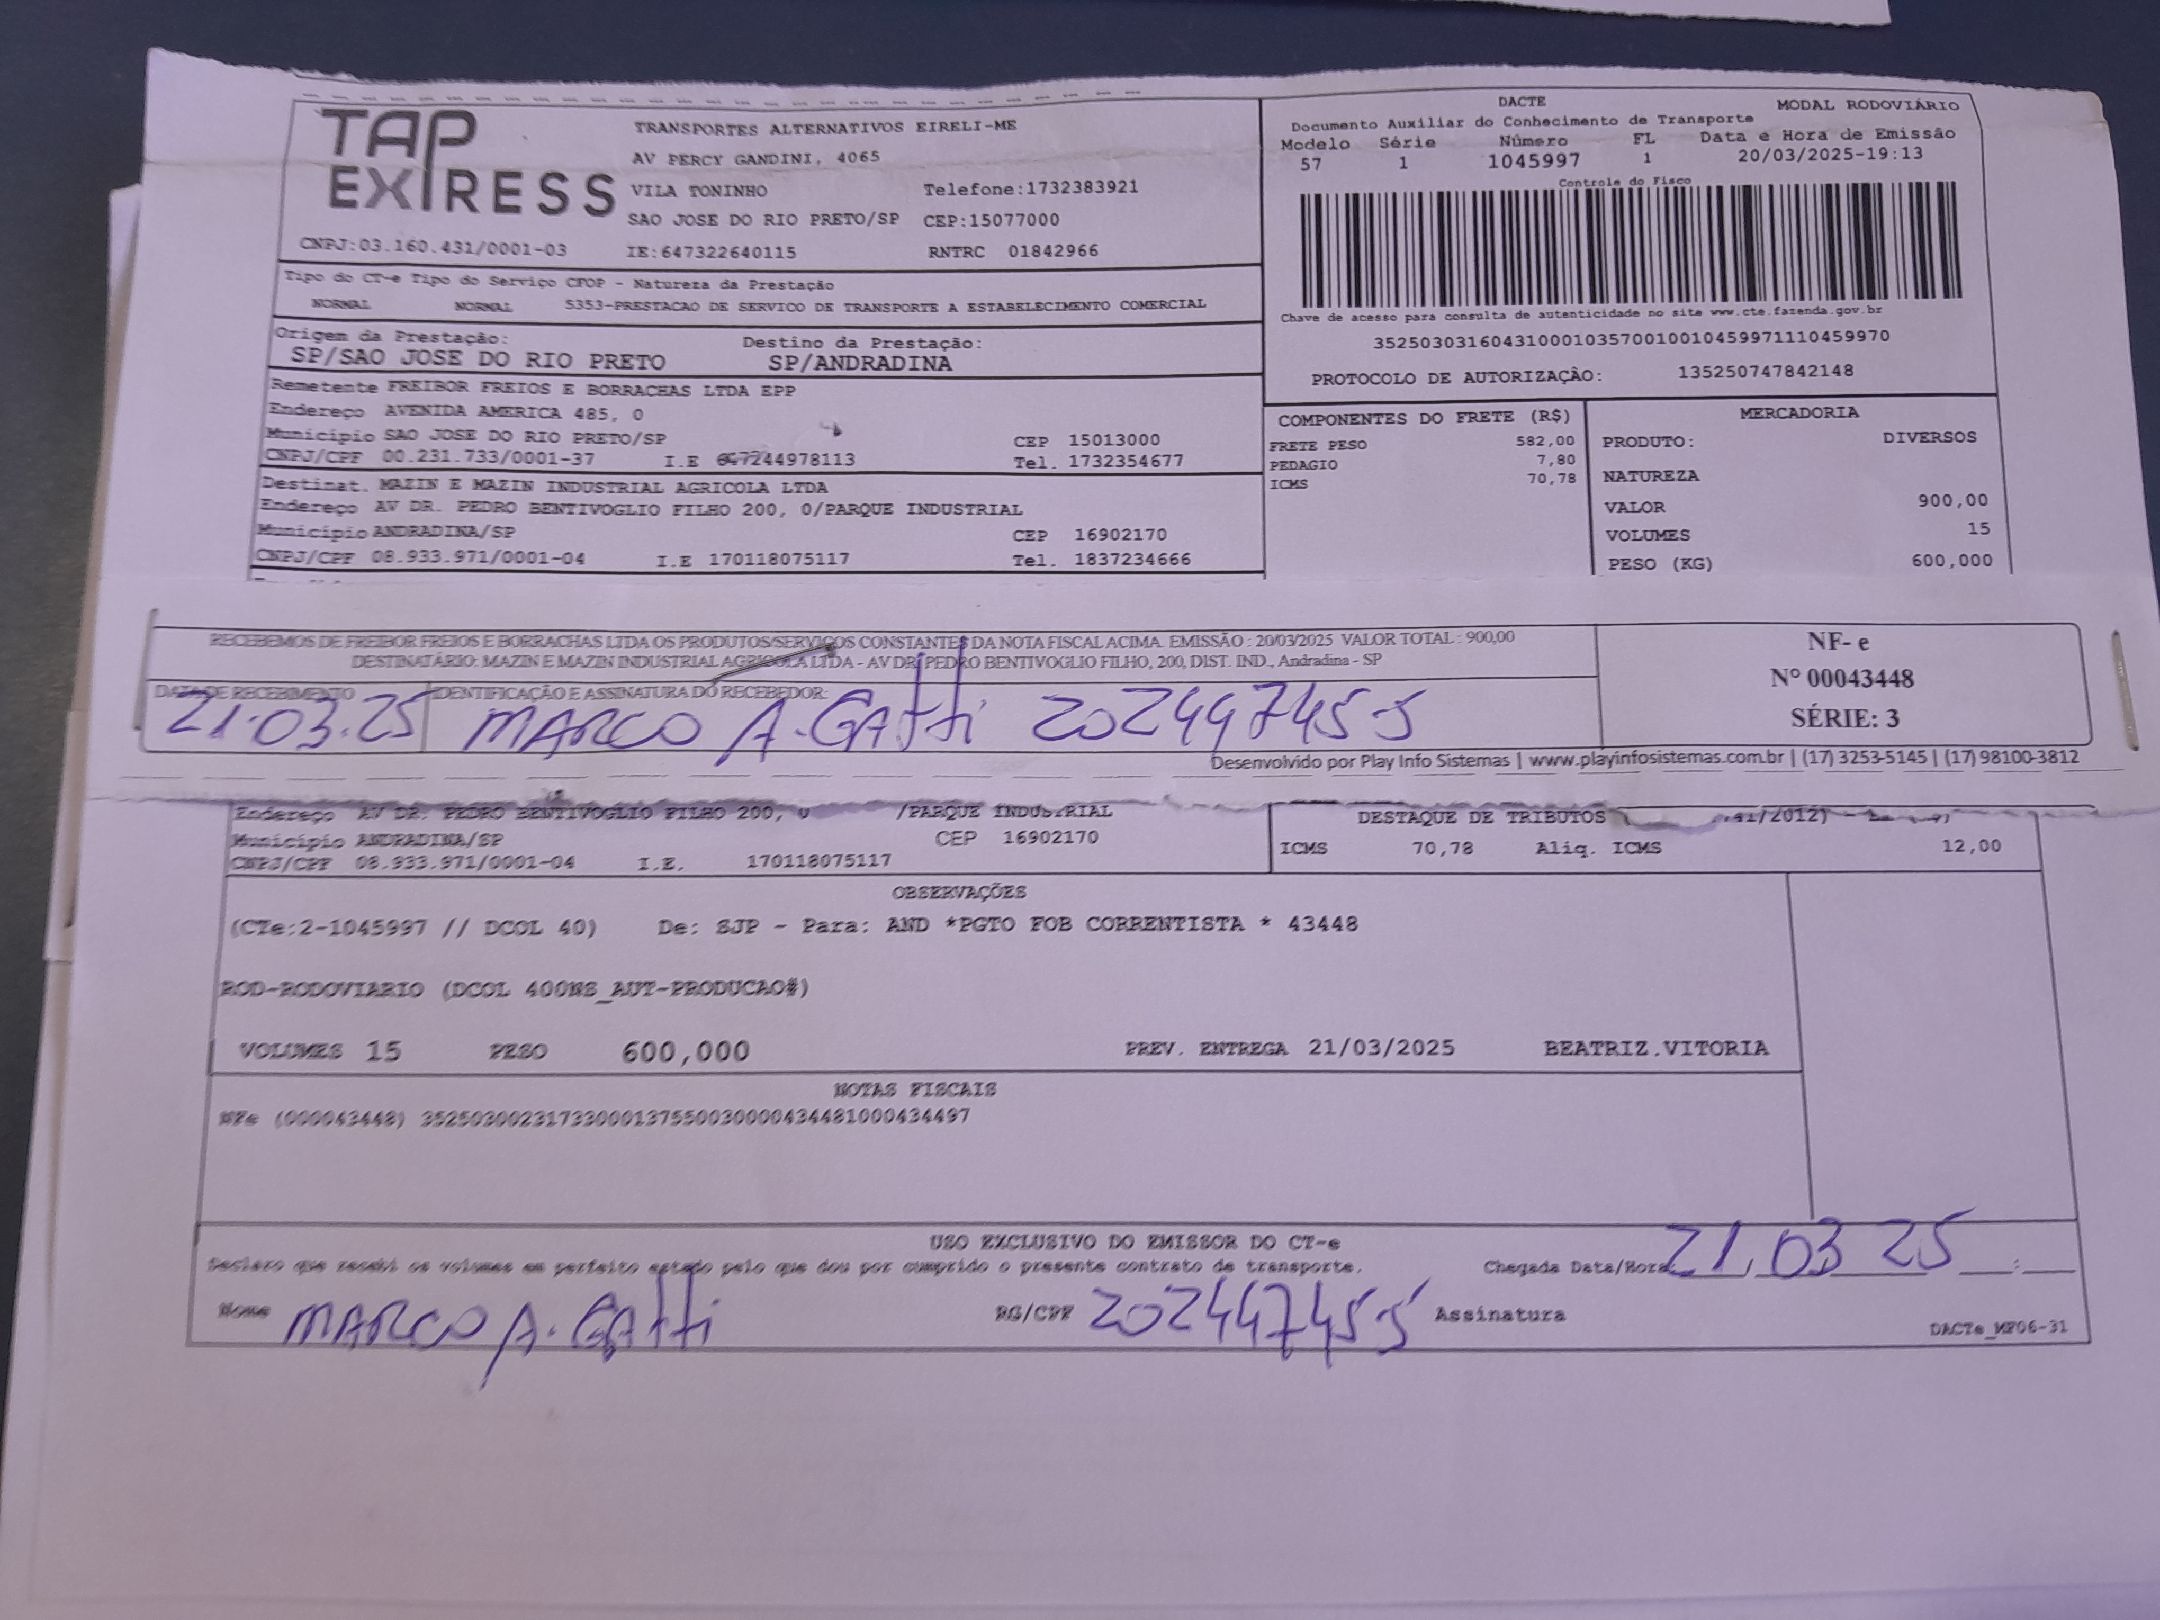 TAP EXPRESS
TRANSPORTES ALTERNATIVOS EIRELI-ME
AV PERCY GANDINI, 4065
VILA TONINHO Telefone:1732383921
SAO JOSE DO RIO PRETO/SP CEP:15077000
CNPJ:03.160.431/0001-03 IE:647322640115 RNTRC 01842966
DACTE MODAL RODOVIÁRIO
Documento Auxiliar do Conhecimento de Transporte
Modelo Série Número FL Data e Hora de Emissão
57 1 1045997 1 20/03/2025-19:13
Controle do Fisco
Chave de acesso para consulta de autenticidade no site www.cte.fazenda.gov.br
35250303160431000103570010010459971110459970
PROTOCOLO DE AUTORIZAÇÃO: 135250747842148
Tipo do CT-e Tipo do Serviço CFOP - Natureza da Prestação
NORMAL NORMAL 5353-PRESTACAO DE SERVICO DE TRANSPORTE A ESTABELECIMENTO COMERCIAL
Origem da Prestação: Destino da Prestação:
SP/SAO JOSE DO RIO PRETO SP/ANDRADINA
Remetente FREIBOR FREIOS E BORRACHAS LTDA EPP
Endereço AVENIDA AMERICA 485, 0
Município SAO JOSE DO RIO PRETO/SP CEP 15013000
CNPJ/CPF 00.231.733/0001-37 I.E 647244978113 Tel. 1732354677
Destinat. MAZIN E MAZIN INDUSTRIAL AGRICOLA LTDA
Endereço AV DR. PEDRO BENTIVOGLIO FILHO 200, 0/PARQUE INDUSTRIAL
Município ANDRADINA/SP CEP 16902170
CNPJ/CPF 08.933.971/0001-04 I.E 170118075117 Tel. 1837234666
COMPONENTES DO FRETE (R$)
FRETE PESO 582,00
PEDAGIO 7,80
ICMS 70,78
MERCADORIA
PRODUTO: DIVERSOS
NATUREZA
VALOR 900,00
VOLUMES 15
PESO (KG) 600,000
RECEBEMOS DE FREIBOR FREIOS E BORRACHAS LTDA OS PRODUTOS/SERVIÇOS CONSTANTES DA NOTA FISCAL ACIMA. EMISSÃO : 20/03/2025 VALOR TOTAL : 900,00
DESTINATÁRIO: MAZIN E MAZIN INDUSTRIAL AGRICOLA LTDA - AV DR. PEDRO BENTIVOGLIO FILHO, 200, DIST. IND., Andradina - SP
DATA DE RECEBIMENTO IDENTIFICAÇÃO E ASSINATURA DO RECEBEDOR:
21.03.25 MARCO A. GAtti 202447455
NF- e
Nº 00043448
SÉRIE: 3
Desenvolvido por Play Info Sistemas | www.playinfosistemas.com.br | (17) 3253-5145 | (17) 98100-3812
Endereço AV DR. PEDRO BENTIVOGLIO FILHO 200, 0 /PARQUE INDUSTRIAL
Município ANDRADINA/SP CEP 16902170
CNPJ/CPF 08.933.971/0001-04 I.E. 170118075117
DESTAQUE DE TRIBUTOS
ICMS 70,78 Aliq. ICMS 12,00
OBSERVAÇÕES
(CTe:2-1045997 // DCOL 40) De: SJP - Para: AND *PGTO FOB CORRENTISTA * 43448
ROD-RODOVIARIO (DCOL 400NS_AUT-PRODUCAO#)
VOLUMES 15 PESO 600,000 PREV. ENTREGA 21/03/2025 BEATRIZ.VITORIA
NOTAS FISCAIS
NFe (000043448) 35250300231733000137550030000434481000434497
USO EXCLUSIVO DO EMISSOR DO CT-e
Declaro que recebi os volumes em perfeito estado pelo que dou por cumprido o presente contrato de transporte. Chegada Data/Hora 21,03 25
Nome MARCO A. GAtti RG/CPF 202447455 Assinatura
DACTe_MP06-31